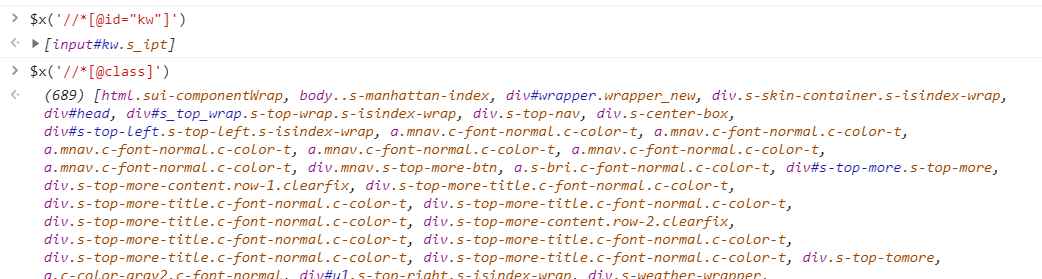 > $x('//*[@id="kw"]')
<· ▶ [input#kw.s_ipt]
> $x('//*[@class]')
<· (689) [html.sui-componentWrap, body..s-manhattan-index, div#wrapper.wrapper_new, div.s-skin-container.s-isindex-wrap,
div#head, div#s_top_wrap.s-top-wrap.s-isindex-wrap, div.s-top-nav, div.s-center-box,
div#s-top-left.s-top-left.s-isindex-wrap, a.mnav.c-font-normal.c-color-t, a.mnav.c-font-normal.c-color-t,
a.mnav.c-font-normal.c-color-t, a.mnav.c-font-normal.c-color-t, a.mnav.c-font-normal.c-color-t,
a.mnav.c-font-normal.c-color-t, div.mnav.s-top-more-btn, a.s-bri.c-font-normal.c-color-t, div#s-top-more.s-top-more,
div.s-top-more-content.row-1.clearfix, div.s-top-more-title.c-font-normal.c-color-t,
div.s-top-more-title.c-font-normal.c-color-t, div.s-top-more-title.c-font-normal.c-color-t,
div.s-top-more-title.c-font-normal.c-color-t, div.s-top-more-content.row-2.clearfix,
div.s-top-more-title.c-font-normal.c-color-t, div.s-top-more-title.c-font-normal.c-color-t,
div.s-top-more-title.c-font-normal.c-color-t, div.s-top-more-title.c-font-normal.c-color-t, div.s-top-tomore,
a.c-color-gray2.c-font-normal, div#u1.s-top-right.s-isindex-wrap, div.s-weather-wrapper,